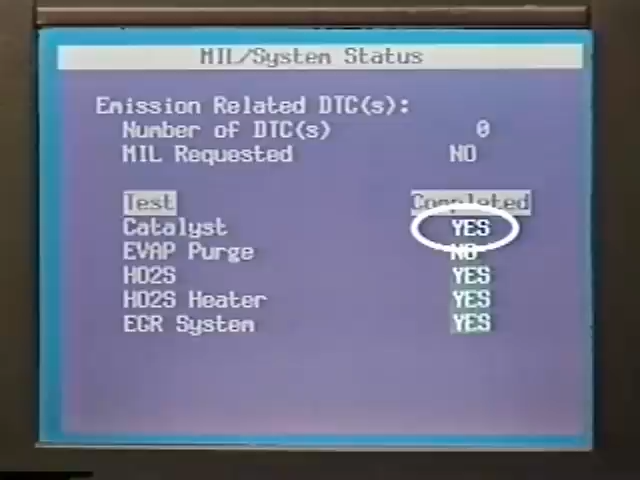 MIL/System Status
Emission Related DTC(s):
Number of DTC(s) 0
MIL Requested NO
Test Completed
Catalyst YES
EVAP Purge NO
HO2S YES
HO2S Heater YES
EGR System YES